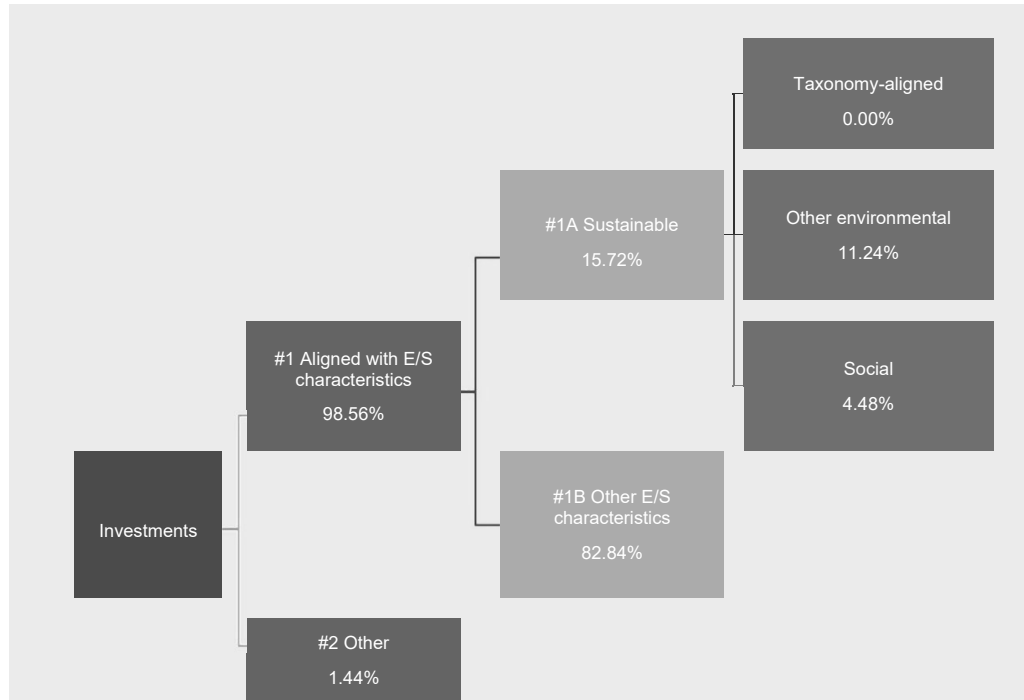 Investments
#1 Aligned with E/S
characteristics
98.56%
#2 Other
1.44%
#1A Sustainable
15.72%
#1B Other E/S
characteristics
82.84%
Taxonomy-aligned
0.00%
Other environmental
11.24%
Social
4.48%